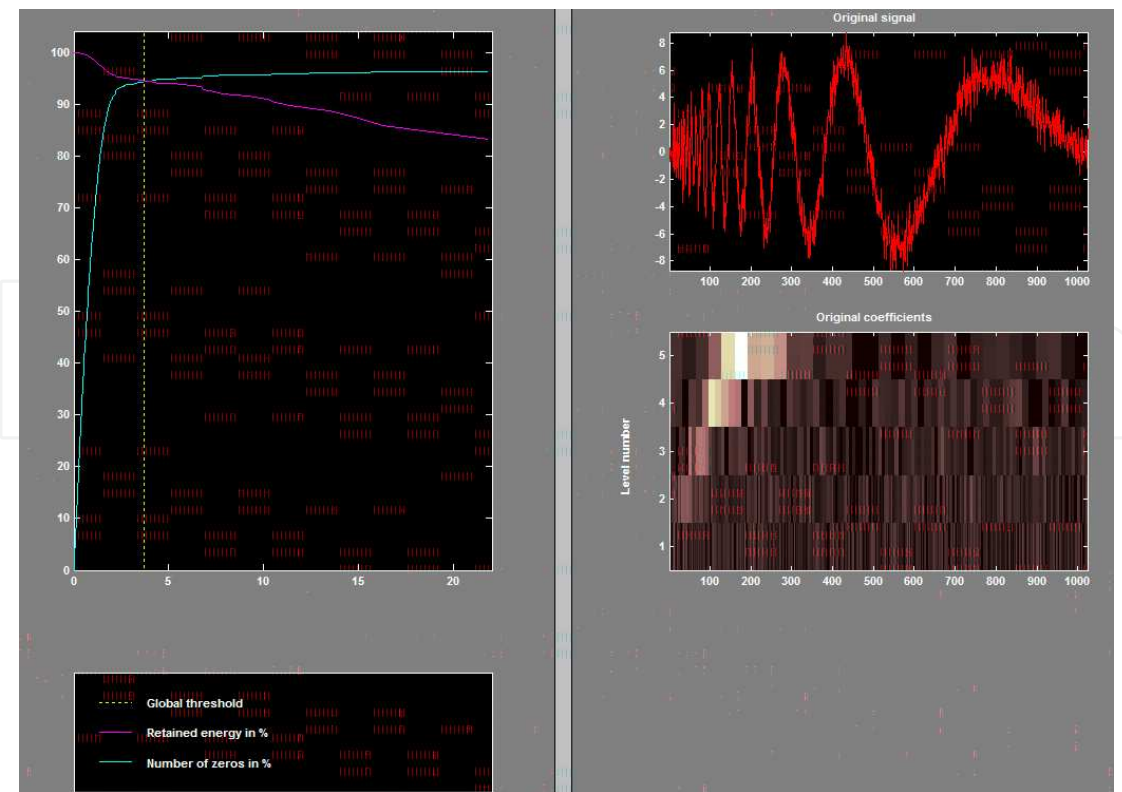 100
90
80
70
60
50
40
30
20
10
0
0 5 10 15 20
Global threshold
Retained energy in %
Number of zeros in %
Original signal
8
6
4
2
0
-2
-4
-6
-8
100 200 300 400 500 600 700 800 900 1000
Original coefficients
Level number
5
4
3
2
1
100 200 300 400 500 600 700 800 900 1000